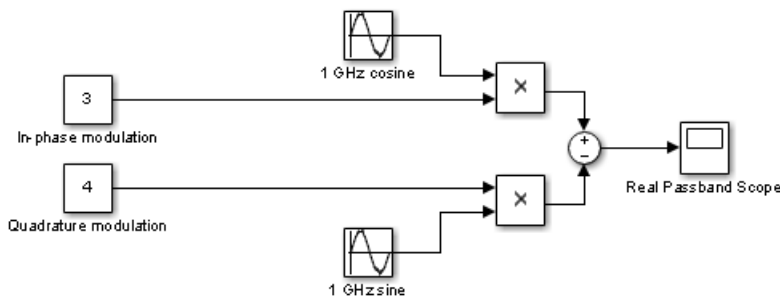 1 GHz cosine
×
3
In-phase modulation
+
−
4
×
Real Passband Scope
Quadrature modulation
1 GHz sine